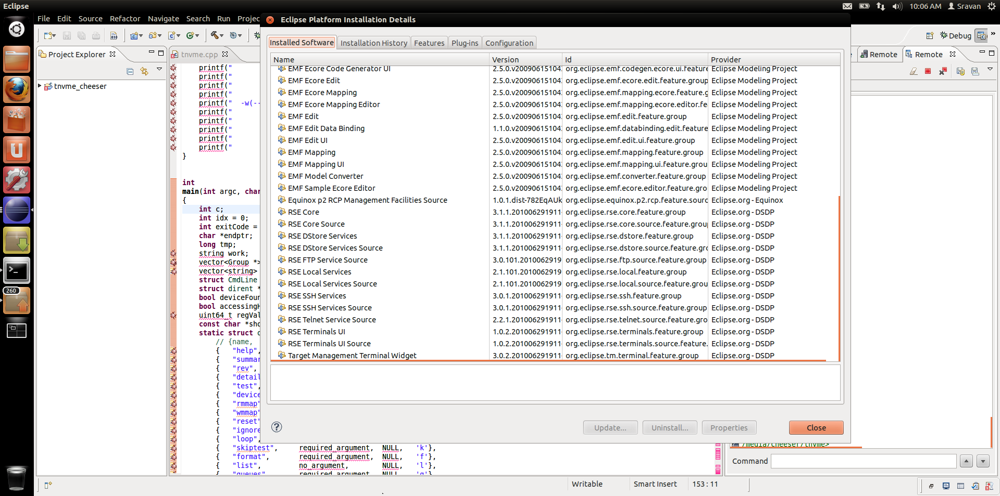 Eclipse
10:06 AM Sravan
File Edit Source Refactor Navigate Search Run Projec
Eclipse Platform Installation Details
Debug
Project Explorer
tnvme.cpp
Remote
Remote
tnvme_cheeser
Installed Software Installation History Features Plug-ins Configuration
Name Version Id Provider
EMF Ecore Code Generator UI 2.5.0.v200906151043 org.eclipse.emf.codegen.ecore.ui.feature Eclipse Modeling Project
EMF Ecore Edit 2.5.0.v20090615104 org.eclipse.emf.ecore.edit.feature.group Eclipse Modeling Project
EMF Ecore Mapping 2.5.0.v20090615104 org.eclipse.emf.mapping.ecore.feature.g Eclipse Modeling Project
EMF Ecore Mapping Editor 2.5.0.v20090615104 org.eclipse.emf.mapping.ecore.editor.fe Eclipse Modeling Project
EMF Edit 2.5.0.v20090615104 org.eclipse.emf.edit.feature.group Eclipse Modeling Project
EMF Edit Data Binding 1.1.0.v20090615104 org.eclipse.emf.databinding.edit.feature Eclipse Modeling Project
EMF Edit UI 2.5.0.v20090615104 org.eclipse.emf.edit.ui.feature.group Eclipse Modeling Project
EMF Mapping 2.5.0.v20090615104 org.eclipse.emf.mapping.feature.group Eclipse Modeling Project
EMF Mapping UI 2.5.0.v20090615104 org.eclipse.emf.mapping.ui.feature.grou Eclipse Modeling Project
EMF Model Converter 2.5.0.v20090615104 org.eclipse.emf.converter.feature.group Eclipse Modeling Project
EMF Sample Ecore Editor 2.5.0.v20090615104 org.eclipse.emf.ecore.editor.feature.gro Eclipse Modeling Project
Equinox p2 RCP Management Facilities Source 1.0.1.dist-782EqAUk org.eclipse.equinox.p2.rcp.feature.sourc Eclipse.org - Equinox
RSE Core 3.1.1.201006291911 org.eclipse.rse.core.feature.group Eclipse.org - DSDP
RSE Core Source 3.1.1.201006291911 org.eclipse.rse.core.source.feature.group Eclipse.org - DSDP
RSE DStore Services 3.1.1.201006291911 org.eclipse.rse.dstore.feature.group Eclipse.org - DSDP
RSE DStore Services Source 3.1.1.201006291911 org.eclipse.rse.dstore.source.feature.gr Eclipse.org - DSDP
RSE FTP Service Source 3.0.101.2010062919 org.eclipse.rse.ftp.source.feature.group Eclipse.org - DSDP
RSE Local Services 2.1.101.2010062919 org.eclipse.rse.local.feature.group Eclipse.org - DSDP
RSE Local Services Source 2.1.101.2010062919 org.eclipse.rse.local.source.feature.grou Eclipse.org - DSDP
RSE SSH Services 3.0.1.201006291911 org.eclipse.rse.ssh.feature.group Eclipse.org - DSDP
RSE SSH Services Source 3.0.1.201006291911 org.eclipse.rse.ssh.source.feature.group Eclipse.org - DSDP
RSE Telnet Service Source 2.2.1.201006291911 org.eclipse.rse.telnet.source.feature.gro Eclipse.org - DSDP
RSE Terminals UI 1.0.2.201006291911 org.eclipse.rse.terminals.feature.group Eclipse.org - DSDP
RSE Terminals UI Source 1.0.2.201006291911 org.eclipse.rse.terminals.source.feature. Eclipse.org - DSDP
Target Management Terminal Widget 3.0.2.201006291911 org.eclipse.tm.terminal.feature.group Eclipse.org - DSDP
Update... Uninstall... Properties Close
printf("
printf("
printf("
printf("
printf(" -w(--
printf("
printf("
printf("
printf("
printf("
}
int
main(int argc, char
{
int c;
int idx = 0;
int exitCode =
char *endptr;
long tmp;
string work;
vector<Group *>
vector<string>
struct CmdLine
struct dirent *
bool deviceFoun
bool accessingH
uint64_t regVal
const char *sho
static struct o
// {name,
{ "help",
{ "summar
{ "rev",
{ "detail
{ "test",
{ "device
{ "rmmap"
{ "wmmap"
{ "reset"
{ "ignore
{ "loop",
{ "skiptest", required_argument, NULL, 'k'},
{ "format", required_argument, NULL, 'f'},
{ "list", no_argument, NULL, 'l'},
{ "queues" required_argument NULL 'q'}
260
/media/cheeser/tnvme>
Command
Writable Smart Insert 153 : 11